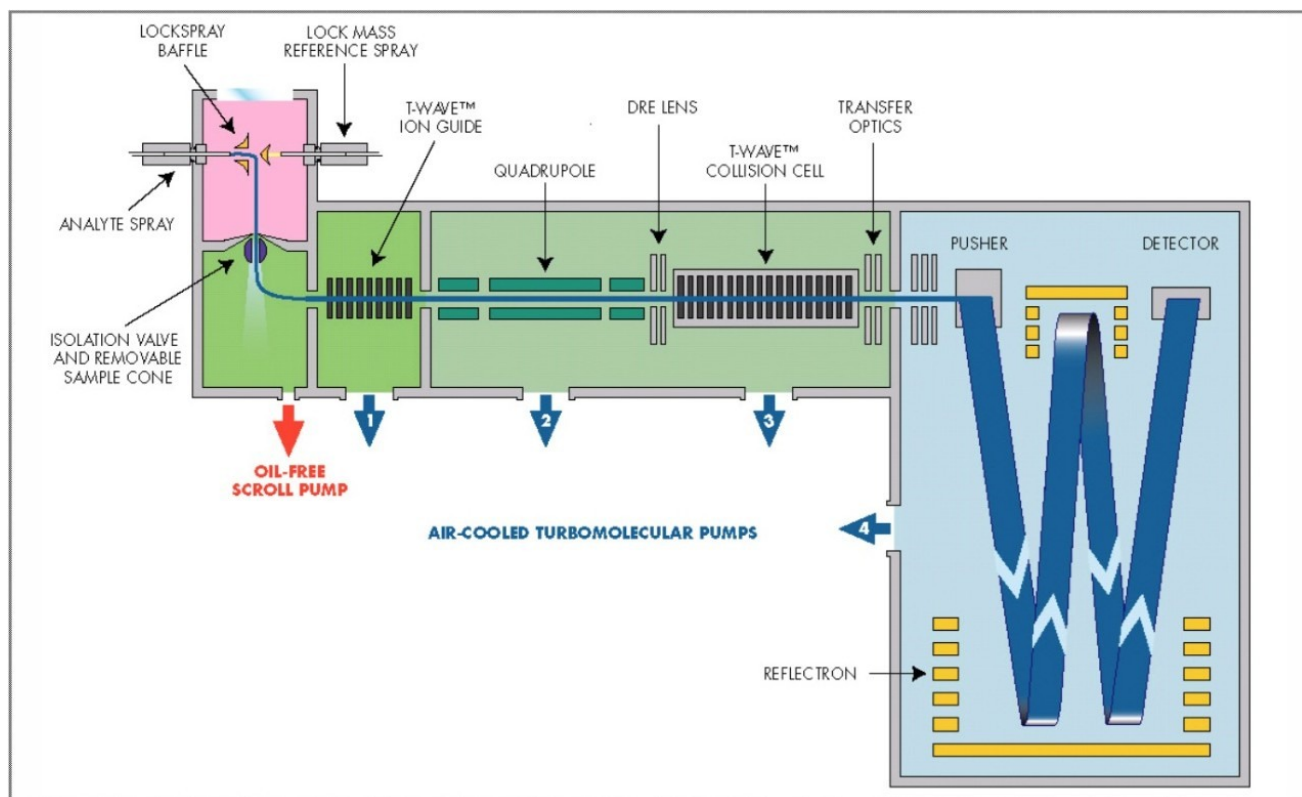 LOCKSPRAY
BAFFLE
LOCK MASS
REFERENCE SPRAY
T-WAVE™
ION GUIDE
DRE LENS
TRANSFER
OPTICS
QUADRUPOLE
T-WAVE™
COLLISION CELL
ANALYTE SPRAY
PUSHER
DETECTOR
ISOLATION VALVE
AND REMOVABLE
SAMPLE CONE
1
2
3
OIL-FREE
SCROLL PUMP
AIR-COOLED TURBOMOLECULAR PUMPS
4
REFLECTRON